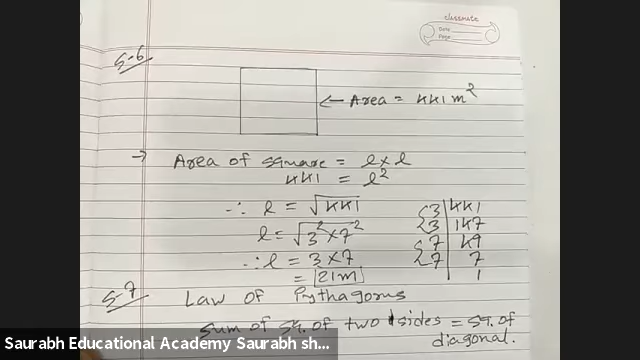 classmate
Date
Page
S-6
← Area = 441 m²
→ Area of square = l x l
441 = l²
∴ l = √441
l = √3² x 7²
∴ l = 3 x 7
= 21m
3 | 441
3 | 147
7 | 49
7 | 7
1
S-7 Law of Pythagorus
Sum of sq. of two sides = sq. of diagonal.
Saurabh Educational Academy Saurabh sh...